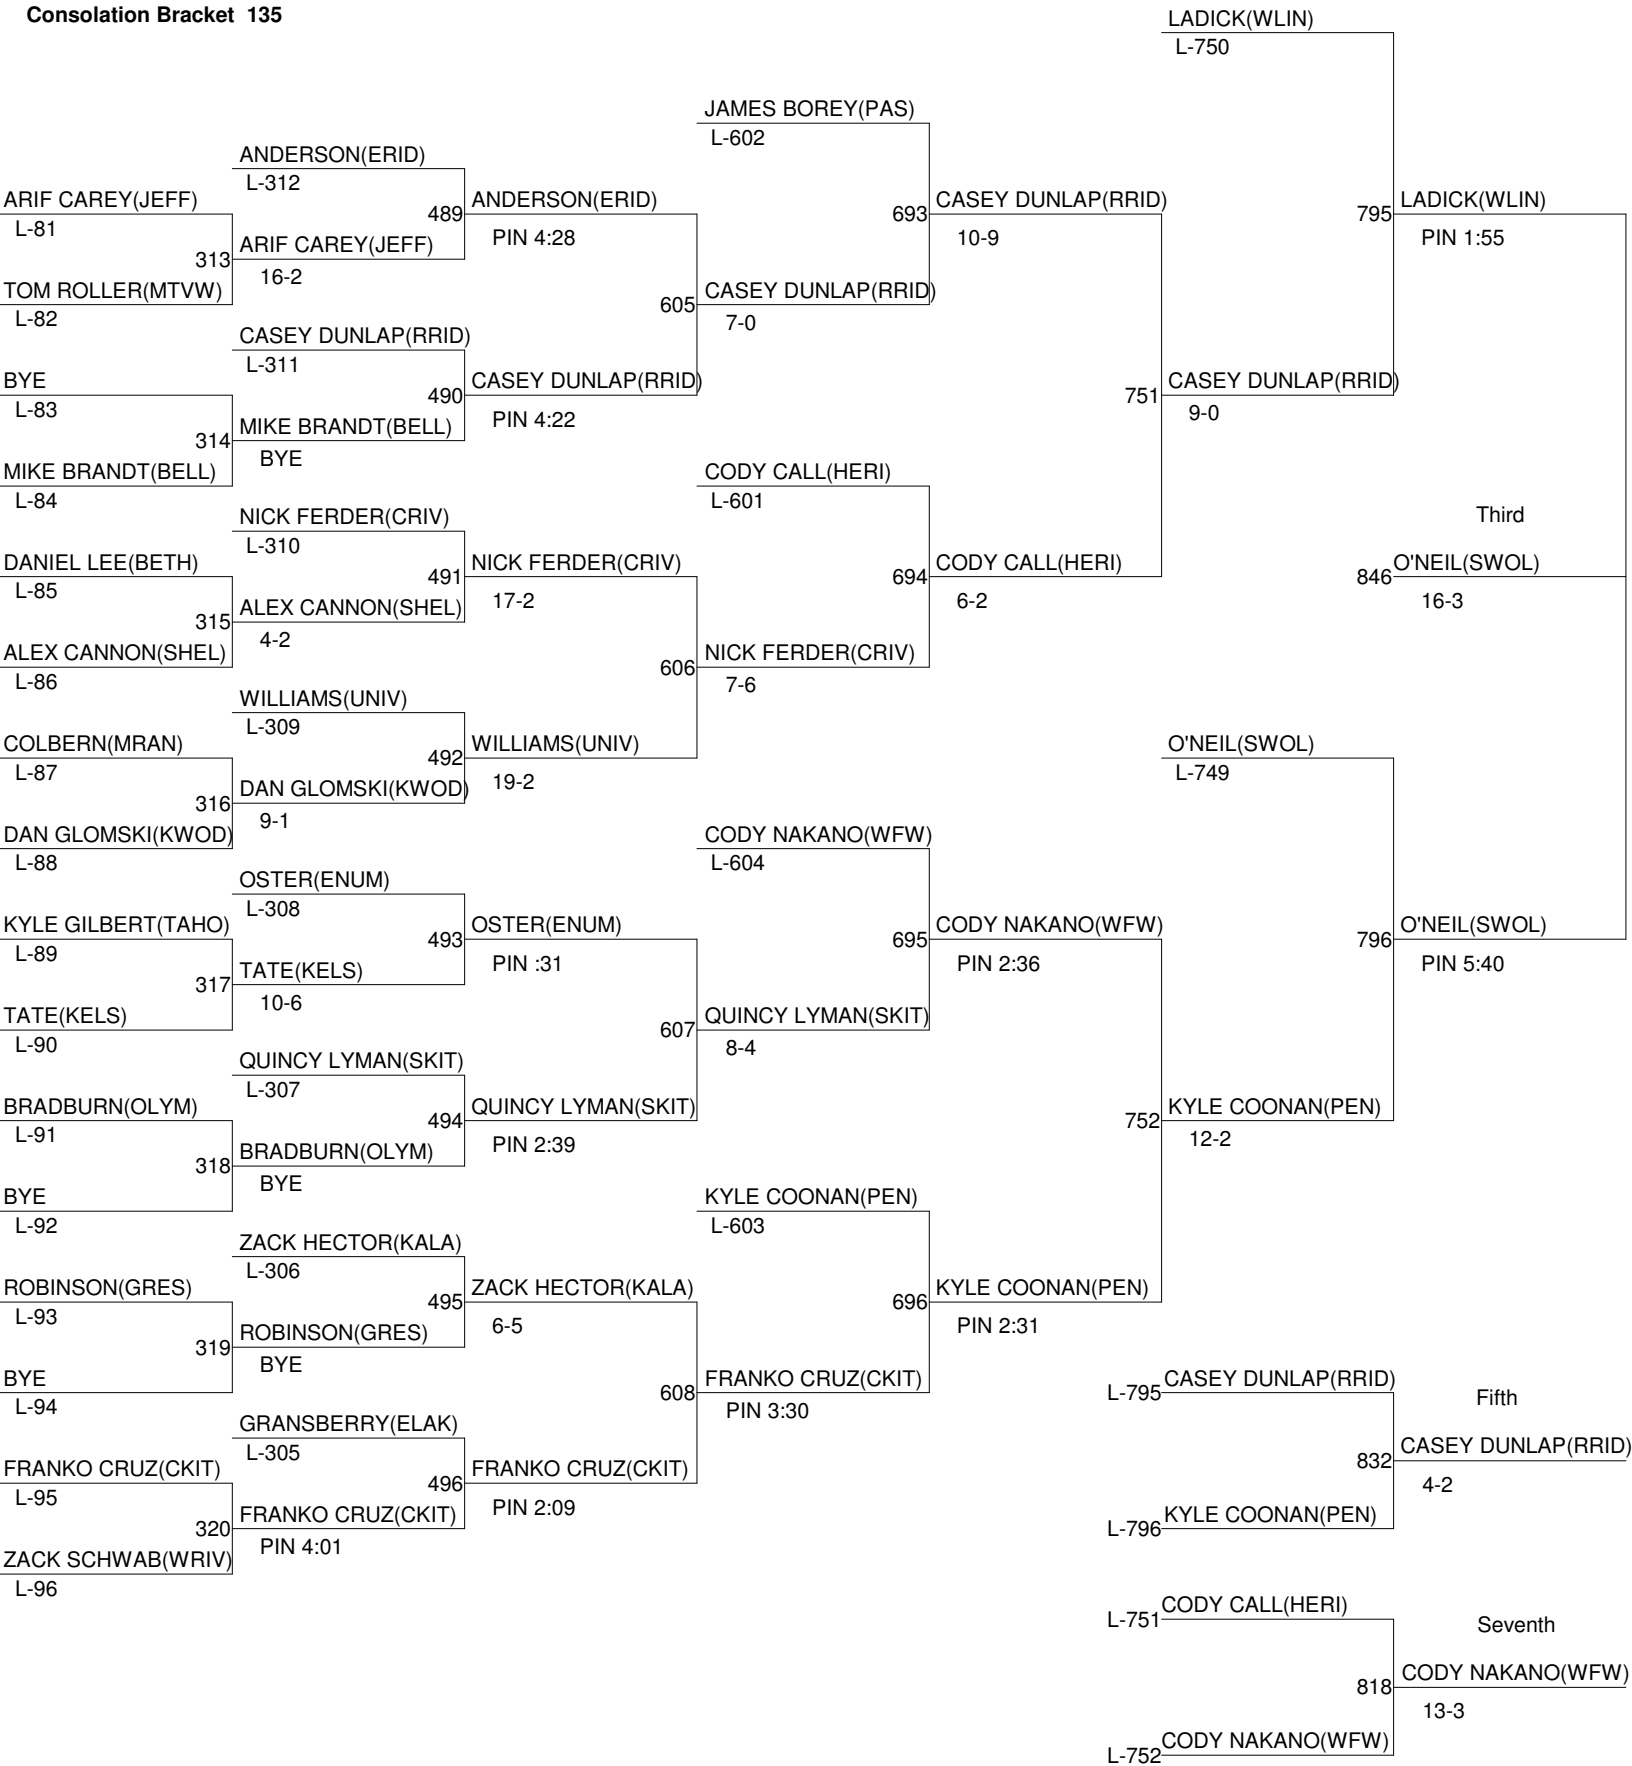 Consolation Bracket 135
LADICK(WLIN)
L-750
JAMES BOREY(PAS)
L-602
ANDERSON(ERID)
L-312
ARIF CAREY(JEFF)
489
ANDERSON(ERID)
693
CASEY DUNLAP(RRID)
795
LADICK(WLIN)
L-81
PIN 4:28
10-9
PIN 1:55
313
ARIF CAREY(JEFF)
16-2
TOM ROLLER(MTVW)
605
CASEY DUNLAP(RRID)
L-82
7-0
CASEY DUNLAP(RRID)
L-311
BYE
490
CASEY DUNLAP(RRID)
751
CASEY DUNLAP(RRID)
L-83
PIN 4:22
9-0
314
MIKE BRANDT(BELL)
BYE
MIKE BRANDT(BELL)
CODY CALL(HERI)
L-84
L-601
NICK FERDER(CRIV)
Third
L-310
DANIEL LEE(BETH)
491
NICK FERDER(CRIV)
694
CODY CALL(HERI)
846
O'NEIL(SWOL)
L-85
17-2
6-2
16-3
315
ALEX CANNON(SHEL)
4-2
ALEX CANNON(SHEL)
606
NICK FERDER(CRIV)
L-86
7-6
WILLIAMS(UNIV)
L-309
COLBERN(MRAN)
492
WILLIAMS(UNIV)
O'NEIL(SWOL)
L-87
19-2
L-749
316
DAN GLOMSKI(KWOD)
9-1
DAN GLOMSKI(KWOD)
CODY NAKANO(WFW)
L-88
L-604
OSTER(ENUM)
L-308
KYLE GILBERT(TAHO)
493
OSTER(ENUM)
695
CODY NAKANO(WFW)
796
O'NEIL(SWOL)
L-89
PIN :31
PIN 2:36
PIN 5:40
317
TATE(KELS)
10-6
TATE(KELS)
607
QUINCY LYMAN(SKIT)
L-90
8-4
QUINCY LYMAN(SKIT)
L-307
BRADBURN(OLYM)
494
QUINCY LYMAN(SKIT)
752
KYLE COONAN(PEN)
L-91
PIN 2:39
12-2
318
BRADBURN(OLYM)
BYE
BYE
KYLE COONAN(PEN)
L-92
L-603
ZACK HECTOR(KALA)
L-306
ROBINSON(GRES)
495
ZACK HECTOR(KALA)
696
KYLE COONAN(PEN)
L-93
6-5
PIN 2:31
319
ROBINSON(GRES)
BYE
BYE
608
FRANKO CRUZ(CKIT)
L-795
CASEY DUNLAP(RRID)
Fifth
L-94
PIN 3:30
GRANSBERRY(ELAK)
L-305
832
CASEY DUNLAP(RRID)
4-2
FRANKO CRUZ(CKIT)
496
FRANKO CRUZ(CKIT)
L-95
PIN 2:09
320
FRANKO CRUZ(CKIT)
PIN 4:01
L-796
KYLE COONAN(PEN)
ZACK SCHWAB(WRIV)
L-96
L-751
CODY CALL(HERI)
Seventh
818
CODY NAKANO(WFW)
13-3
L-752
CODY NAKANO(WFW)